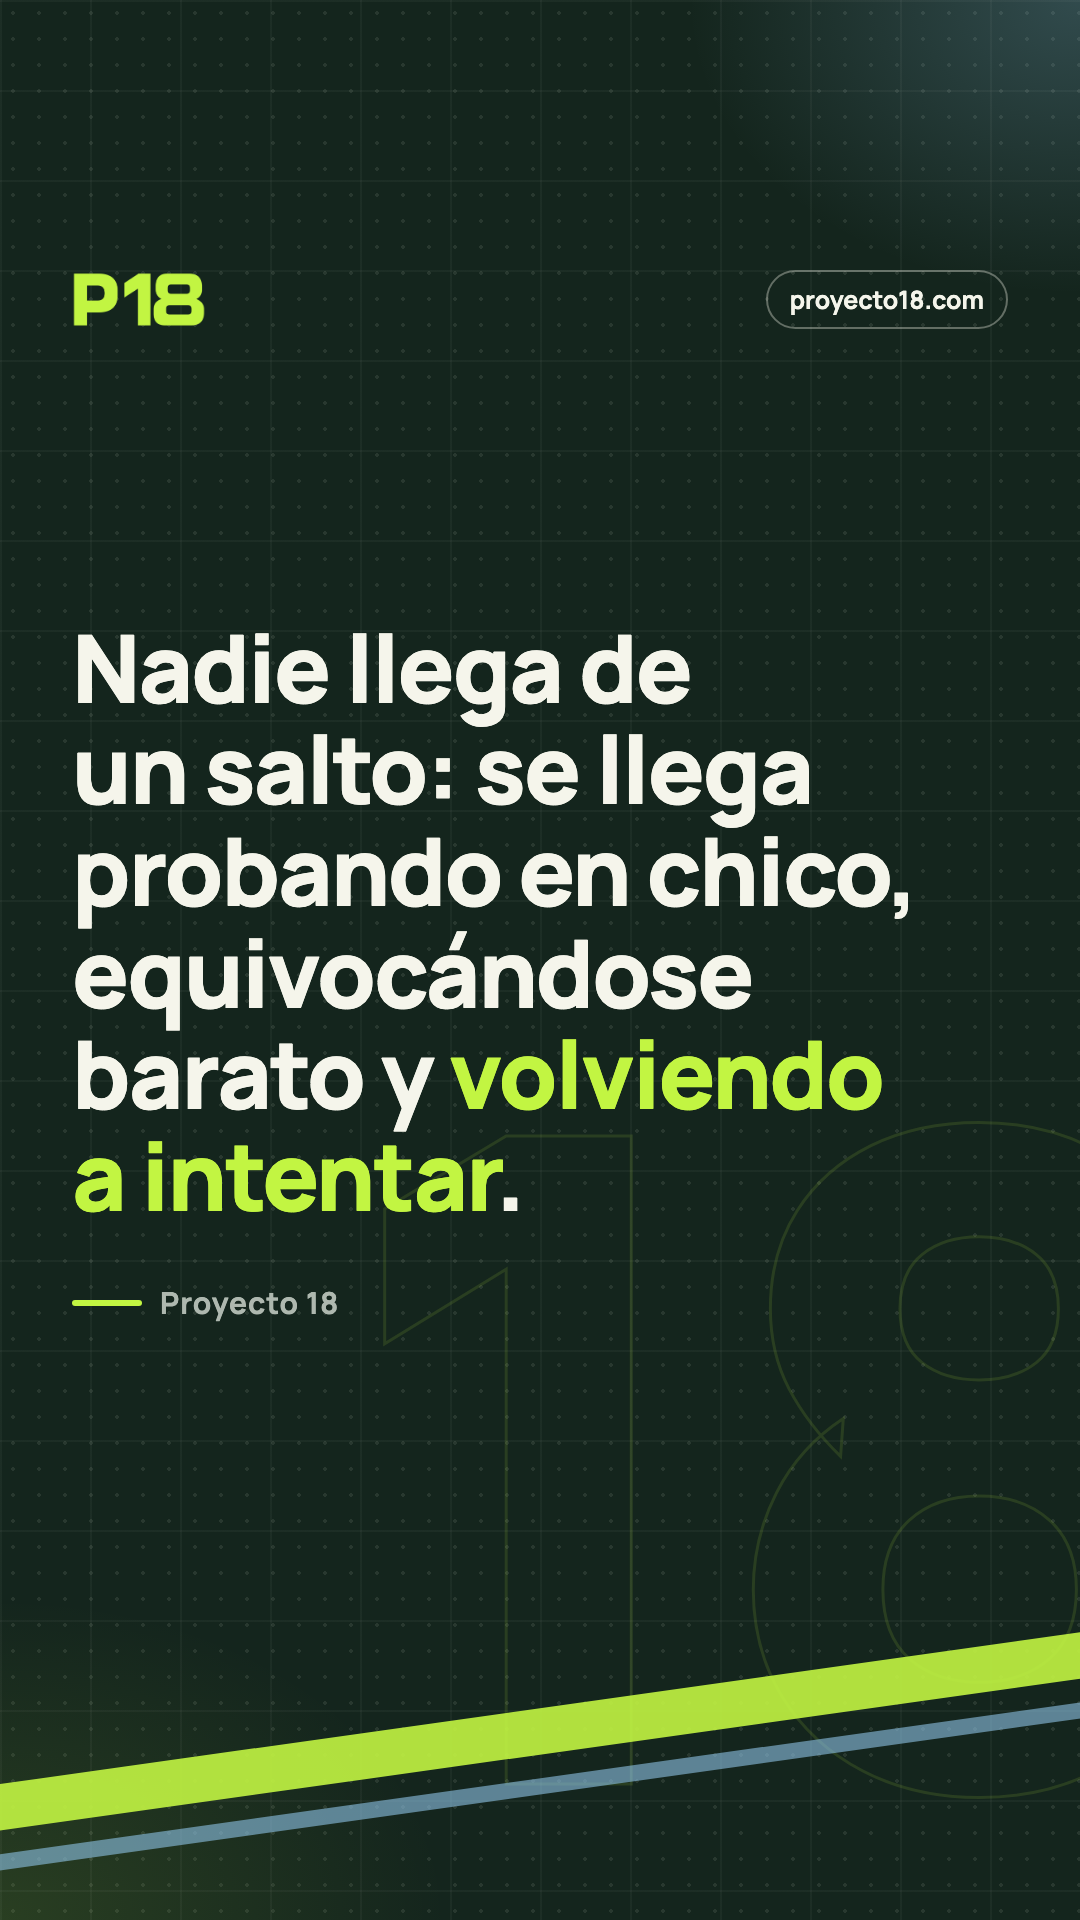 P18
proyecto18.com
Nadie llega de
un salto: se llega
probando en chico,
equivocándose
barato y volviendo
a intentar.
Proyecto 18
18